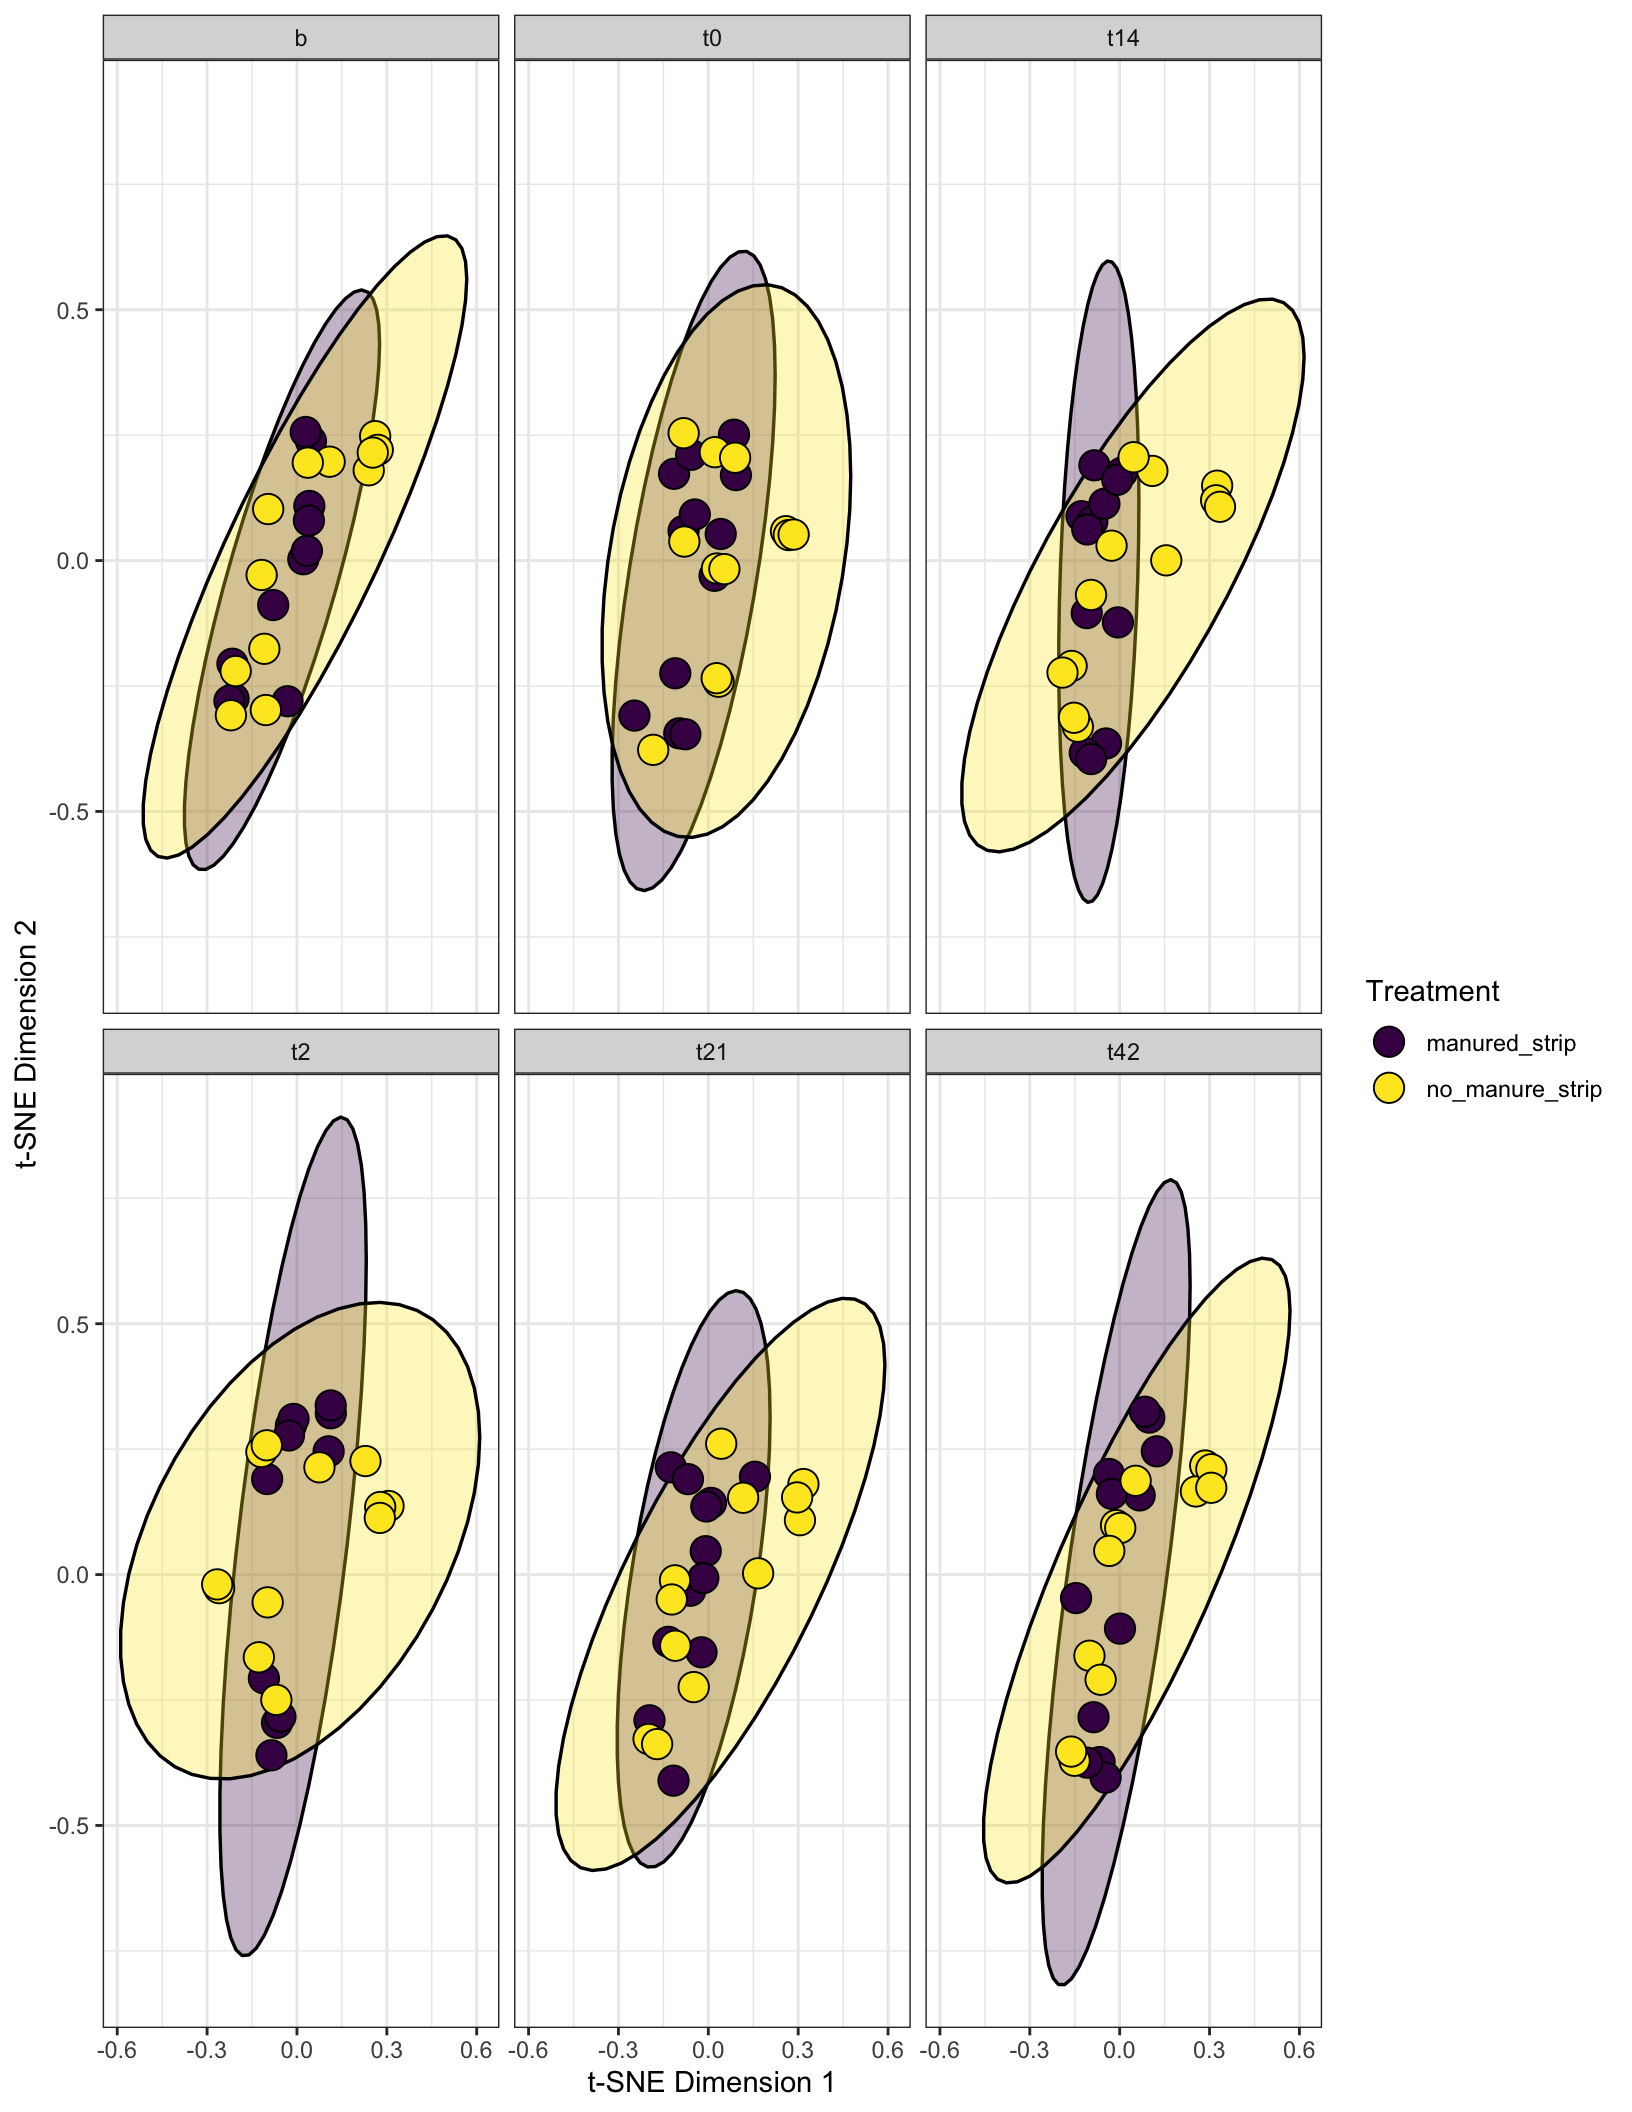 b
t0
t14
0.5
0.0
-0.5
t-SNE Dimension 2
t2
t21
t42
0.5
0.0
-0.5
-0.6 -0.3 0.0 0.3 0.6 -0.6 -0.3 0.0 0.3 0.6 -0.6 -0.3 0.0 0.3 0.6
t-SNE Dimension 1
Treatment
manured_strip
no_manure_strip